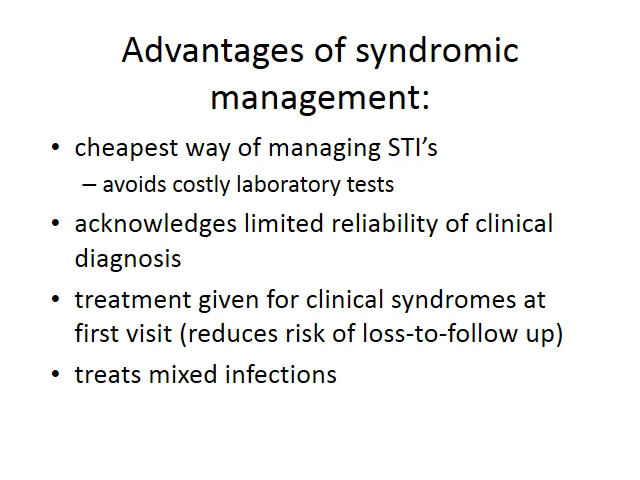 Advantages of syndromic
management:
• cheapest way of managing STI’s
– avoids costly laboratory tests
• acknowledges limited reliability of clinical
diagnosis
• treatment given for clinical syndromes at
first visit (reduces risk of loss-to-follow up)
• treats mixed infections